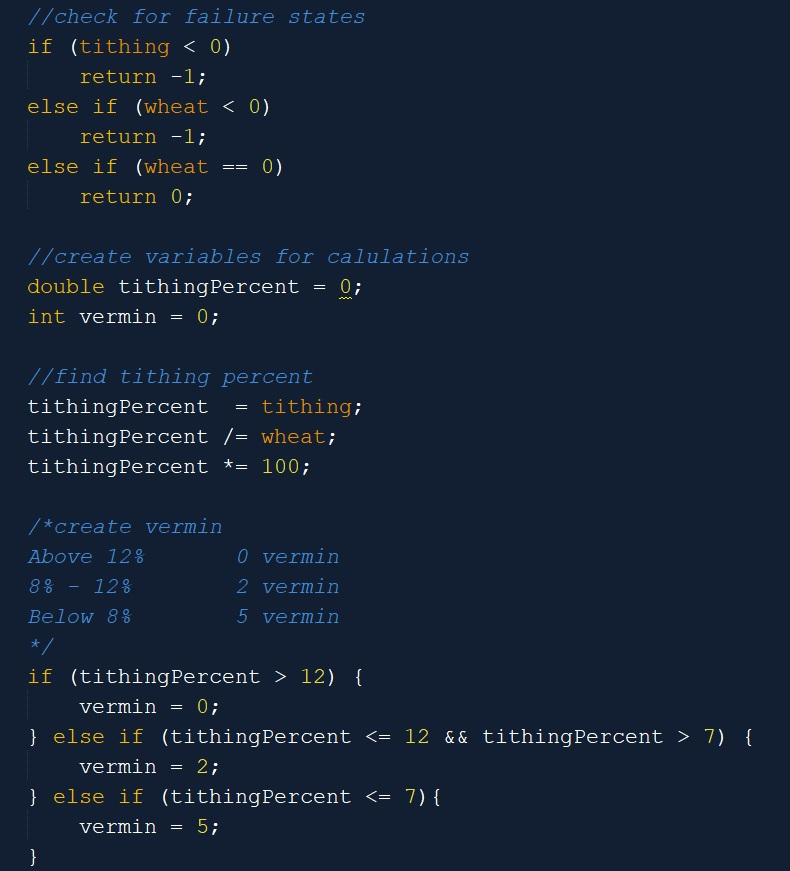 //check for failure states
if (tithing < 0)
    return -1;
else if (wheat < 0)
    return -1;
else if (wheat == 0)
    return 0;

//create variables for calulations
double tithingPercent = 0;
int vermin = 0;

//find tithing percent
tithingPercent  = tithing;
tithingPercent /= wheat;
tithingPercent *= 100;

/*create vermin
Above 12%       0 vermin
8% - 12%        2 vermin
Below 8%        5 vermin
*/
if (tithingPercent > 12) {
    vermin = 0;
} else if (tithingPercent <= 12 && tithingPercent > 7) {
    vermin = 2;
} else if (tithingPercent <= 7){
    vermin = 5;
}